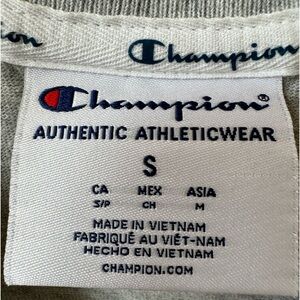 pion Champion
Champion®
AUTHENTIC ATHLETICWEAR
S
CA MEX ASIA
S/P CH M
MADE IN VIETNAM
FABRIQUÉ AU VIÊT-NAM
HECHO EN VIETNAM
CHAMPION.COM